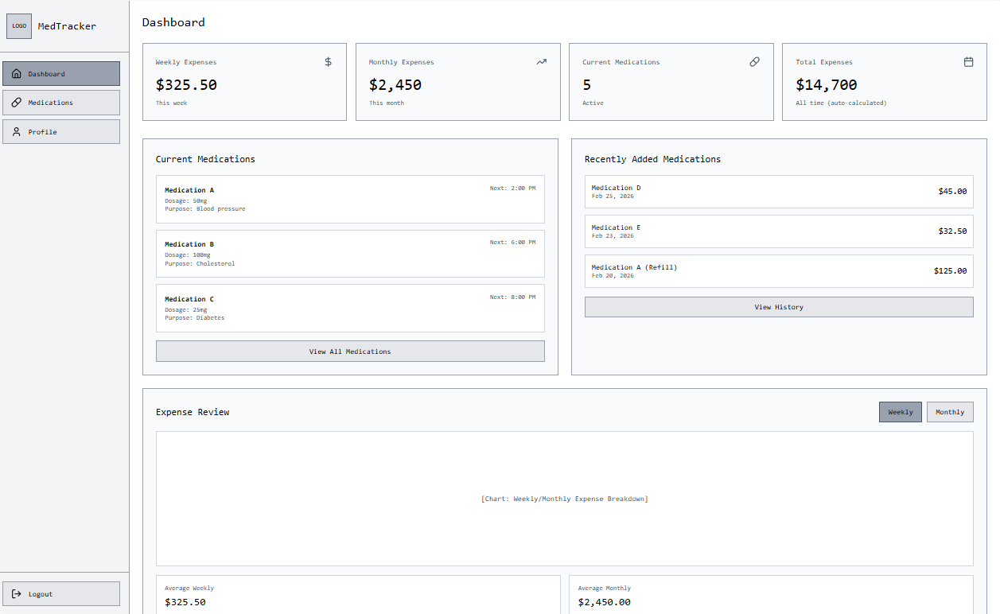 LOGO
MedTracker
Dashboard
Medications
Profile
Logout
Dashboard
Weekly Expenses
$325.50
This week
Monthly Expenses
$2,450
This month
Current Medications
5
Active
Total Expenses
$14,700
All time (auto-calculated)
Current Medications
Medication A
Next: 2:00 PM
Dosage: 50mg
Purpose: Blood pressure
Medication B
Next: 6:00 PM
Dosage: 100mg
Purpose: Cholesterol
Medication C
Next: 8:00 PM
Dosage: 25mg
Purpose: Diabetes
View All Medications
Recently Added Medications
Medication D
Feb 25, 2026
$45.00
Medication E
Feb 23, 2026
$32.50
Medication A (Refill)
Feb 20, 2026
$125.00
View History
Expense Review
Weekly
Monthly
[Chart: Weekly/Monthly Expense Breakdown]
Average Weekly
$325.50
Average Monthly
$2,450.00